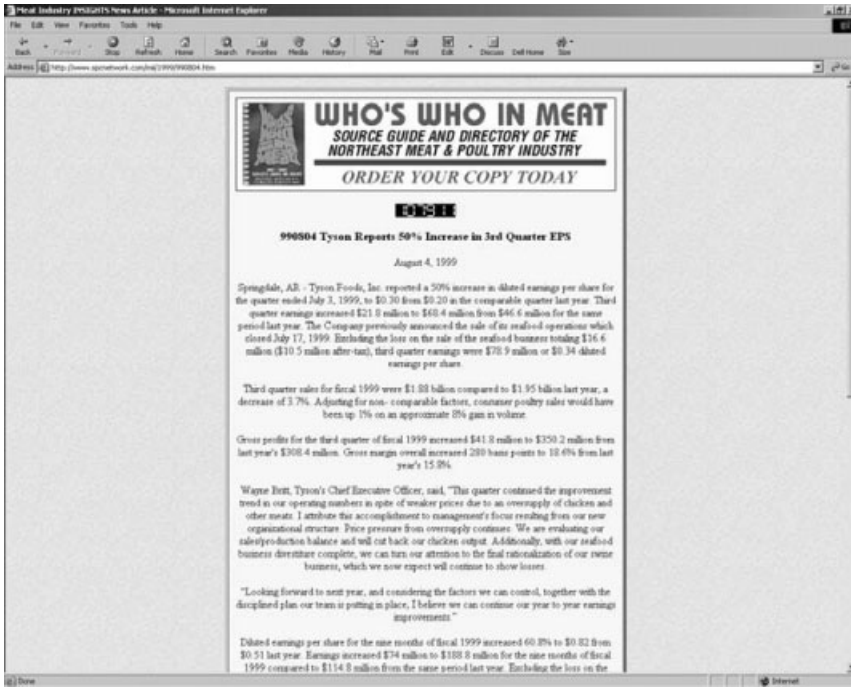 Meat Industry INSIGHTS News Article - Microsoft Internet Explorer
File Edit View Favorites Tools Help
Back Forward Stop Refresh Home Search Favorites Media History Mail Print Edit Discuss Dell Home Size
Address http://www.spcnetwork.com/mii/1999/990804.htm Go
WHO'S WHO IN MEAT
SOURCE GUIDE AND DIRECTORY OF THE
NORTHEAST MEAT & POULTRY INDUSTRY
ORDER YOUR COPY TODAY
990804 Tyson Reports 50% Increase in 3rd Quarter EPS
August 4, 1999
Springdale, AR - Tyson Foods, Inc. reported a 50% increase in diluted earnings per share for
the quarter ended July 3, 1999, to $0.30 from $0.20 in the comparable quarter last year. Third
quarter earnings increased $21.8 million to $68.4 million from $46.6 million for the same
period last year. The Company previously announced the sale of its seafood operations which
closed July 17, 1999. Excluding the loss on the sale of the seafood business totaling $16.6
million ($10.5 million after-tax), third quarter earnings were $78.9 million or $0.34 diluted
earnings per share.
Third quarter sales for fiscal 1999 were $1.88 billion compared to $1.95 billion last year, a
decrease of 3.7%. Adjusting for non- comparable factors, consumer poultry sales would have
been up 1% on an approximate 8% gain in volume.
Gross profits for the third quarter of fiscal 1999 increased $41.8 million to $350.2 million from
last year's $308.4 million. Gross margin overall increased 280 basis points to 18.6% from last
year's 15.8%.
Wayne Britt, Tyson's Chief Executive Officer, said, "This quarter continued the improvement
trend in our operating numbers in spite of weaker prices due to an oversupply of chicken and
other meats. I attribute this accomplishment to management's focus resulting from our new
organizational structure. Price pressure from oversupply continues. We are evaluating our
sales/production balance and will cut back our chicken output. Additionally, with our seafood
business divestiture complete, we can turn our attention to the final rationalization of our swine
business, which we now expect will continue to show losses.
"Looking forward to next year, and considering the factors we can control, together with the
disciplined plan our team is putting in place, I believe we can continue our year to year earnings
improvements."
Diluted earnings per share for the nine months of fiscal 1999 increased 60.8% to $0.82 from
$0.51 last year. Earnings increased $74 million to $188.8 million for the nine months of fiscal
1999 compared to $114.8 million from the same period last year. Excluding the loss on the
Done Internet